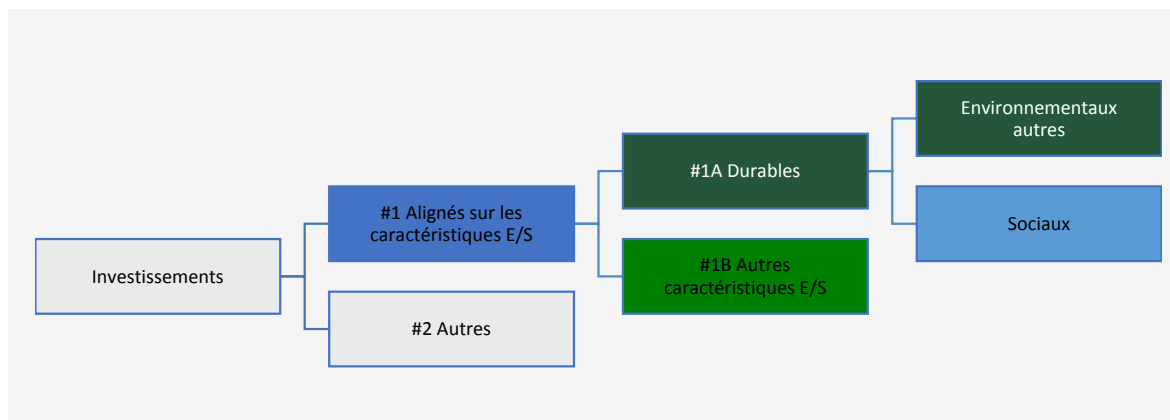 Environnementaux
autres
#1A Durables
#1 Alignés sur les
caractéristiques E/S
Sociaux
Investissements
#1B Autres
caractéristiques E/S
#2 Autres